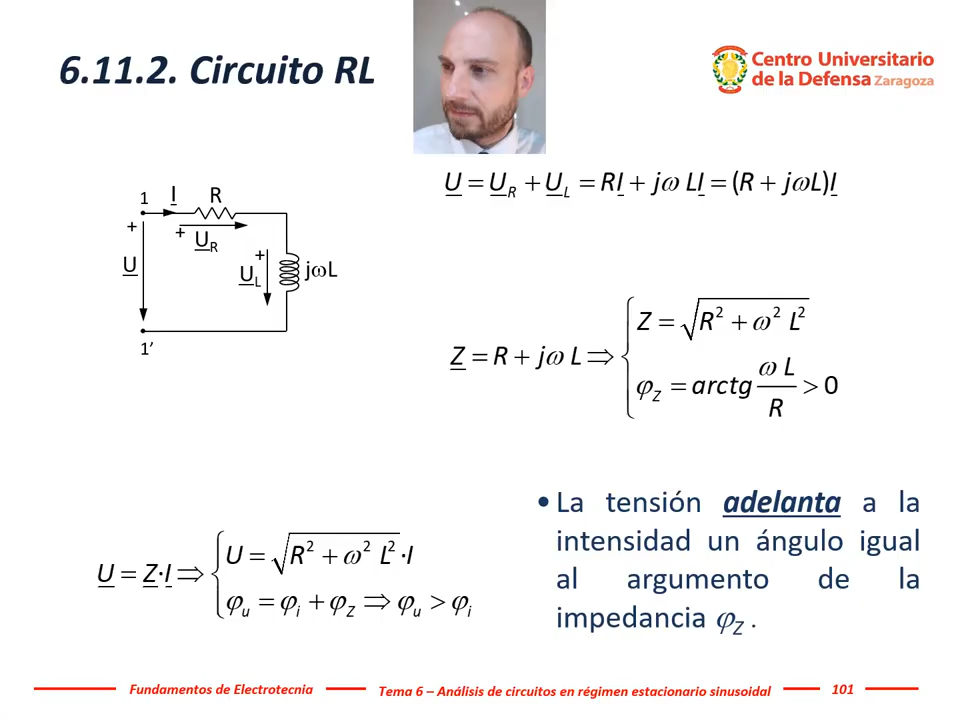 6.11.2. Circuito RL
Centro Universitario
de la Defensa Zaragoza
U = U_R + U_L = RI + jω LI = (R + jωL)I
1
I
R
+
+
U_R
+
U
U_L
jωL
1'
Z = R + jω L ⇒ { Z = √(R² + ω² L²)
φ_Z = arctg ω L / R > 0
U = Z·I ⇒ { U = √(R² + ω² L²)·I
φ_u = φ_i + φ_Z ⇒ φ_u > φ_i
• La tensión adelanta a la
intensidad un ángulo igual
al argumento de la
impedancia φ_Z .
Fundamentos de Electrotecnia
Tema 6 – Análisis de circuitos en régimen estacionario sinusoidal
101